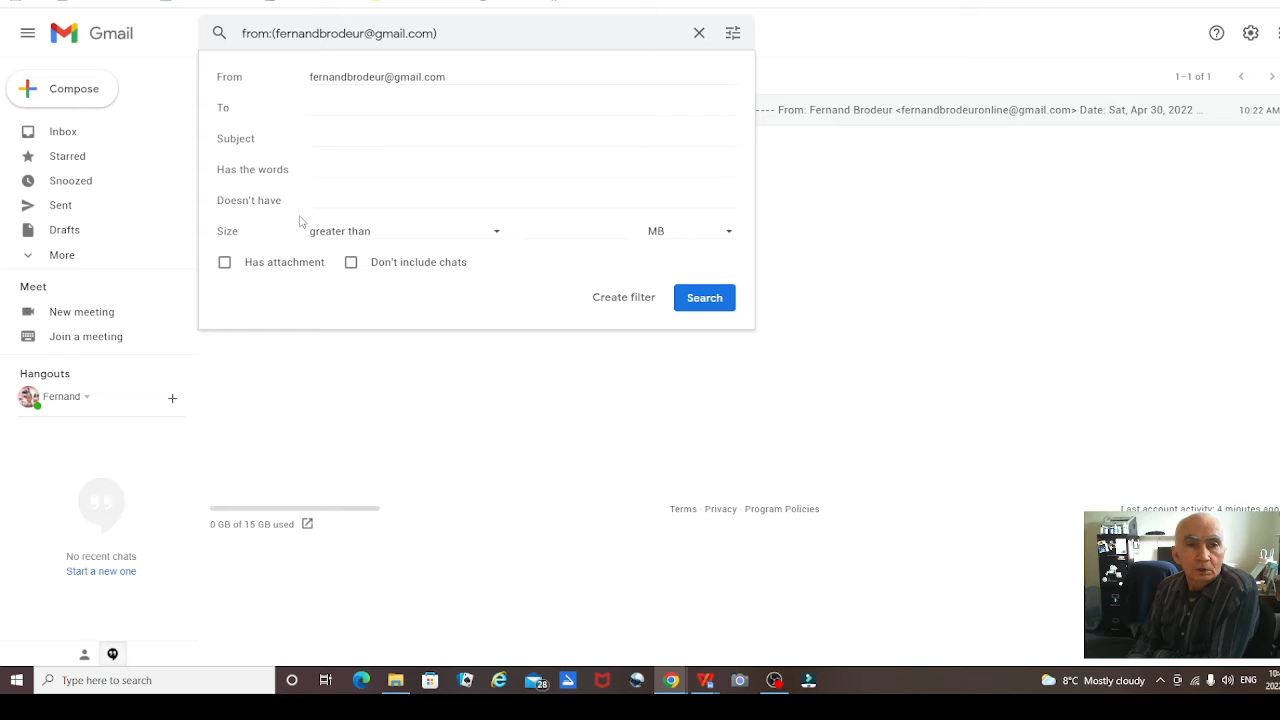 Gmail
from:(fernandbrodeur@gmail.com)
Compose
From fernandbrodeur@gmail.com
1–1 of 1
To
---- From: Fernand Brodeur <fernandbrodeuronline@gmail.com> Date: Sat, Apr 30, 2022 ...
10:22 AM
Inbox
Subject
Starred
Has the words
Snoozed
Doesn't have
Sent
Size greater than MB
Drafts
More
Has attachment Don't include chats
Meet
Create filter Search
New meeting
Join a meeting
Hangouts
Fernand
0 GB of 15 GB used
Terms · Privacy · Program Policies
Last account activity: 4 minutes ago
No recent chats
Start a new one
Type here to search
28
8°C Mostly cloudy
ENG